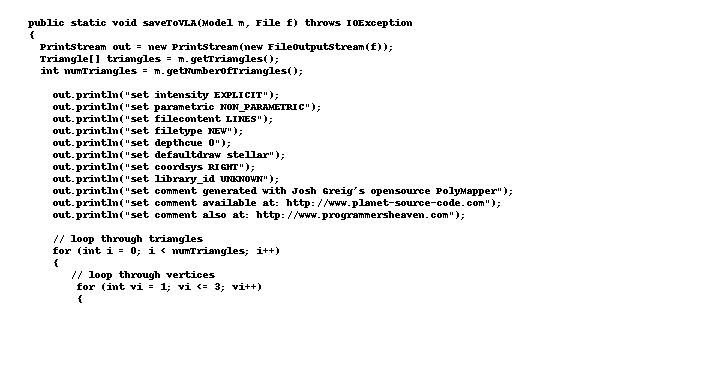 public static void saveToVLA(Model m, File f) throws IOException
{
PrintStream out = new PrintStream(new FileOutputStream(f));
Triangle[] triangles = m.getTriangles();
int numTriangles = m.getNumberOfTriangles();
out.println("set intensity EXPLICIT");
out.println("set parametric NON_PARAMETRIC");
out.println("set filecontent LINES");
out.println("set filetype NEW");
out.println("set depthcue 0");
out.println("set defaultdraw stellar");
out.println("set coordsys RIGHT");
out.println("set library_id UNKNOWN");
out.println("set comment generated with Josh Greig's opensource PolyMapper");
out.println("set comment available at: http://www.planet-source-code.com");
out.println("set comment also at: http://www.programmersheaven.com");
// loop through triangles
for (int i = 0; i < numTriangles; i++)
{
// loop through vertices
for (int vi = 1; vi <= 3; vi++)
{